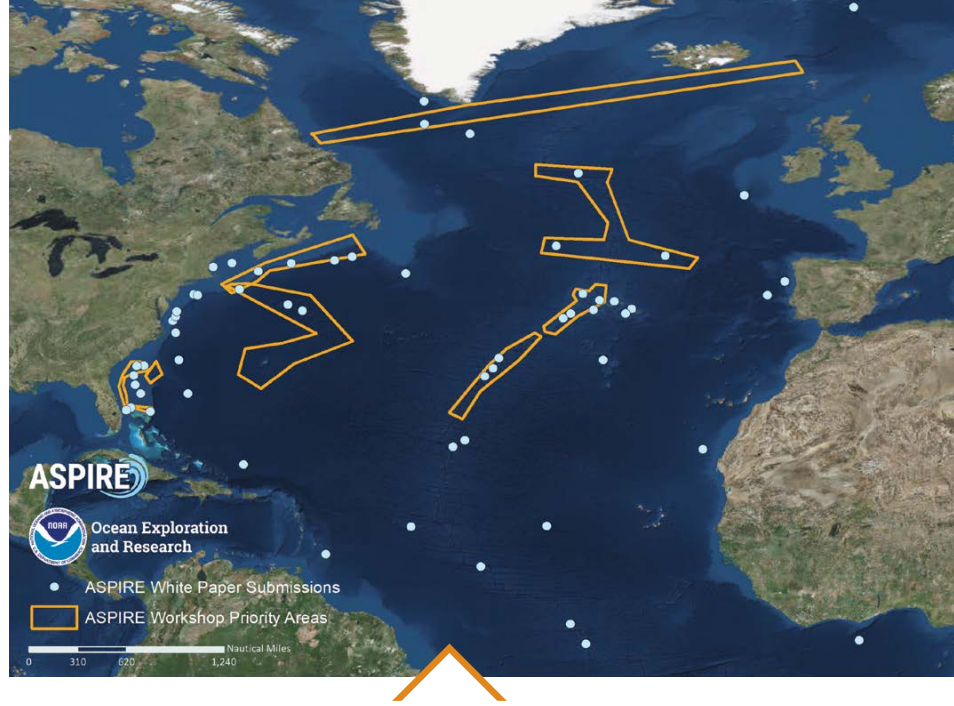 ASPIRE
NOAA
Ocean Exploration
and Research
ASPIRE White Paper Submissions
ASPIRE Workshop Priority Areas
Nautical Miles
0 310 620 1,240